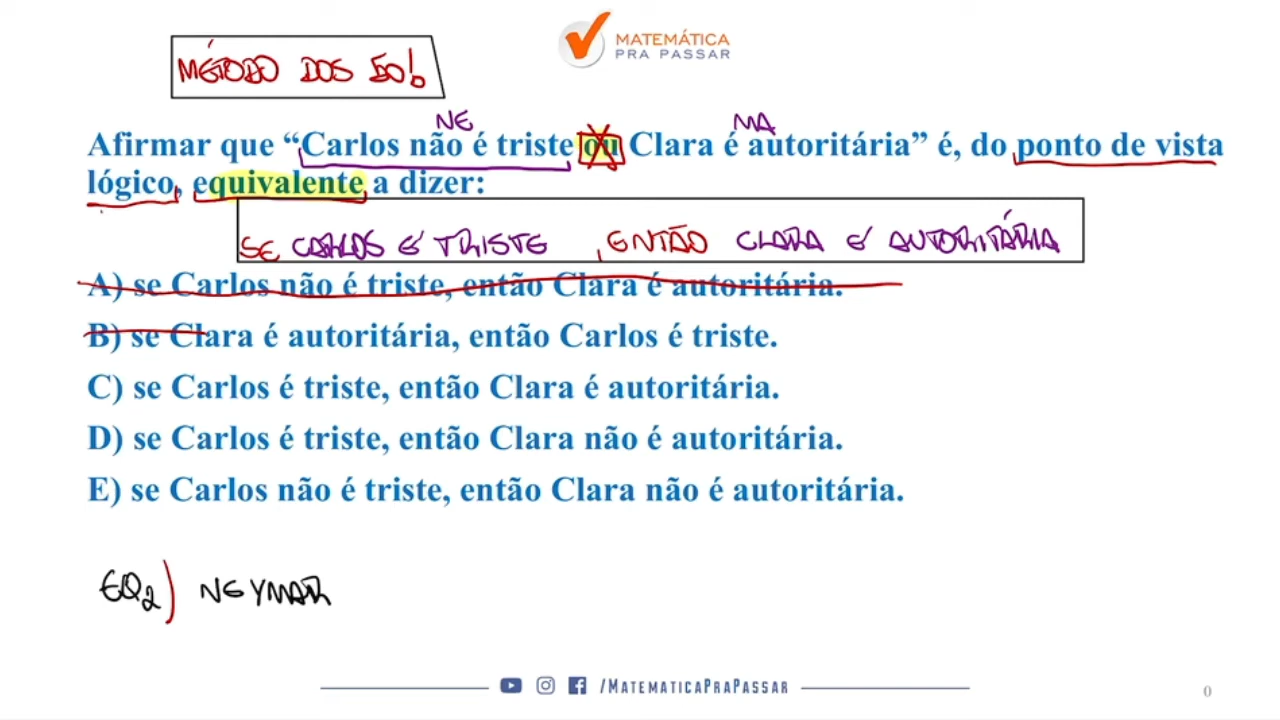 MATEMÁTICA
PRA PASSAR
MÉTODO DOS 50!
NE MA
Afirmar que “Carlos não é triste ou Clara é autoritária” é, do ponto de vista
lógico, equivalente a dizer:
SE CARLOS É TRISTE, ENTÃO CLARA É AUTORITÁRIA
A) se Carlos não é triste, então Clara é autoritária.
B) se Clara é autoritária, então Carlos é triste.
C) se Carlos é triste, então Clara é autoritária.
D) se Carlos é triste, então Clara não é autoritária.
E) se Carlos não é triste, então Clara não é autoritária.
EQ2) NEYMAR
/MATEMATICAPRAPASSAR
0